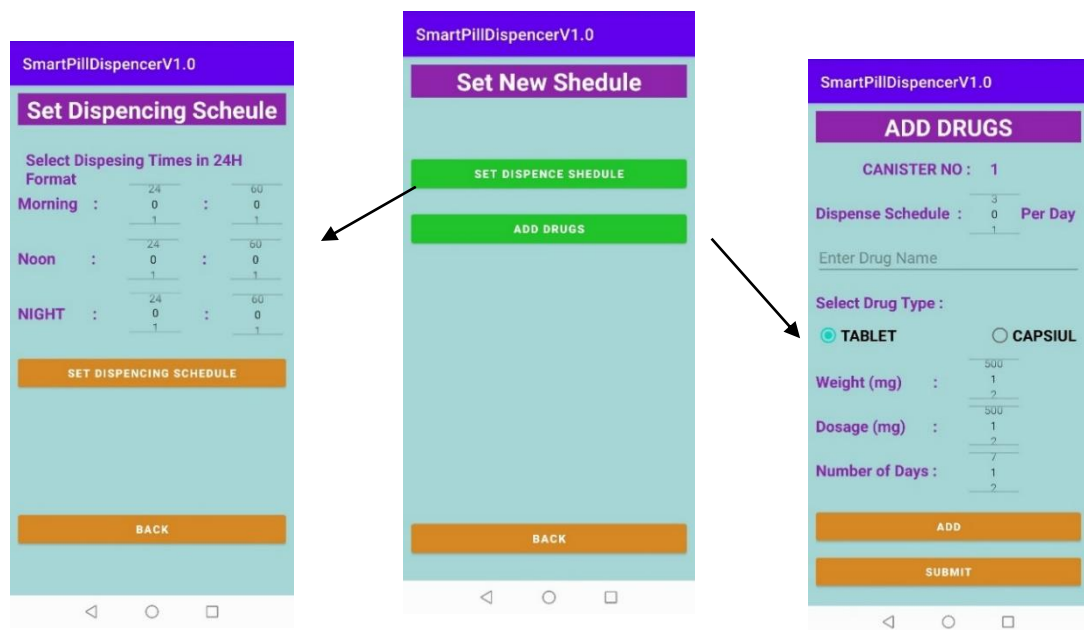 SmartPillDispencerV1.0
Set Dispencing Scheule
Select Dispesing Times in 24H
Format
24 60
Morning : 0 : 0
1 1
24 60
Noon : 0 : 0
1 1
24 60
NIGHT : 0 : 0
1 1
SET DISPENCING SCHEDULE
BACK
SmartPillDispencerV1.0
Set New Shedule
SET DISPENCE SHEDULE
ADD DRUGS
BACK
SmartPillDispencerV1.0
ADD DRUGS
CANISTER NO : 1
3
Dispense Schedule : 0 Per Day
1
Enter Drug Name
Select Drug Type :
TABLET CAPSIUL
500
Weight (mg) : 1
2
500
Dosage (mg) : 1
2
7
Number of Days : 1
2
ADD
SUBMIT